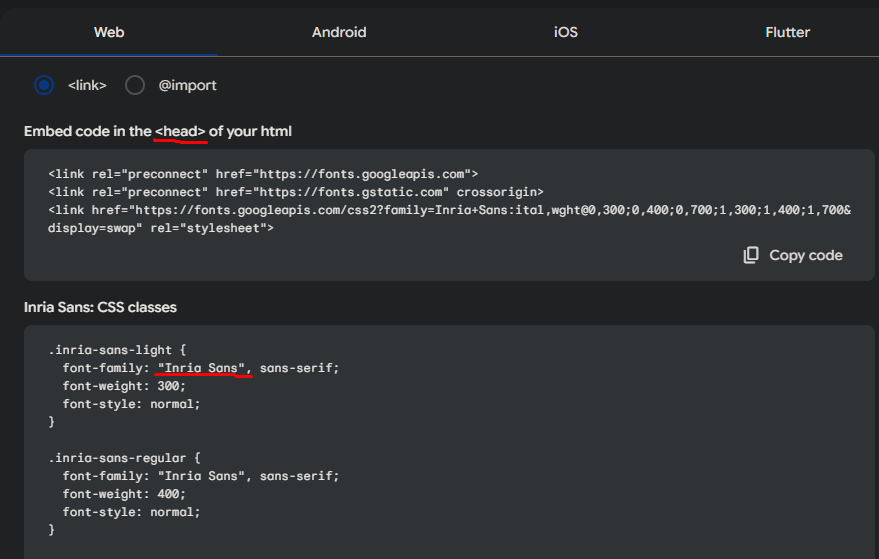 Web Android iOS Flutter
<link> @import
Embed code in the <head> of your html
<link rel="preconnect" href="https://fonts.googleapis.com">
<link rel="preconnect" href="https://fonts.gstatic.com" crossorigin>
<link href="https://fonts.googleapis.com/css2?family=Inria+Sans:ital,wght@0,300;0,400;0,700;1,300;1,400;1,700&
display=swap" rel="stylesheet">
Copy code
Inria Sans: CSS classes
.inria-sans-light {
font-family: "Inria Sans", sans-serif;
font-weight: 300;
font-style: normal;
}
.inria-sans-regular {
font-family: "Inria Sans", sans-serif;
font-weight: 400;
font-style: normal;
}